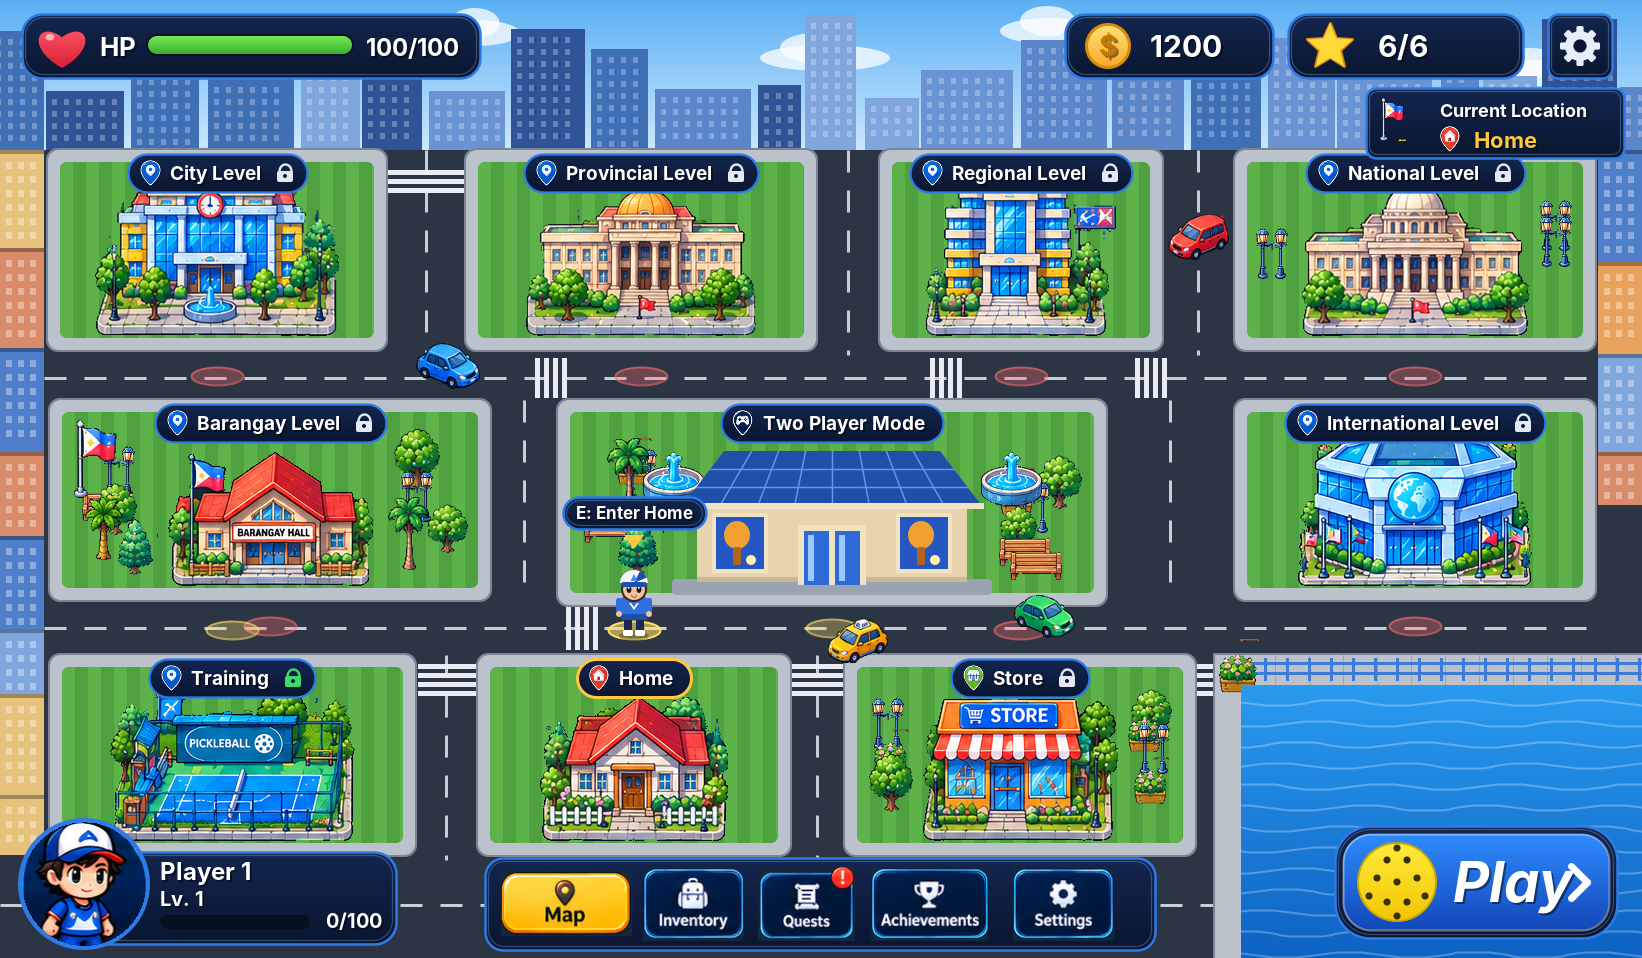 HP 100/100
1200
6/6
Current Location
Home
City Level
Provincial Level
Regional Level
National Level
Barangay Level
Two Player Mode
International Level
BARANGAY HALL
E: Enter Home
Training
Home
Store
PICKLEBALL
STORE
Player 1
Lv. 1
0/100
Map
Inventory
Quests
!
Achievements
Settings
Play